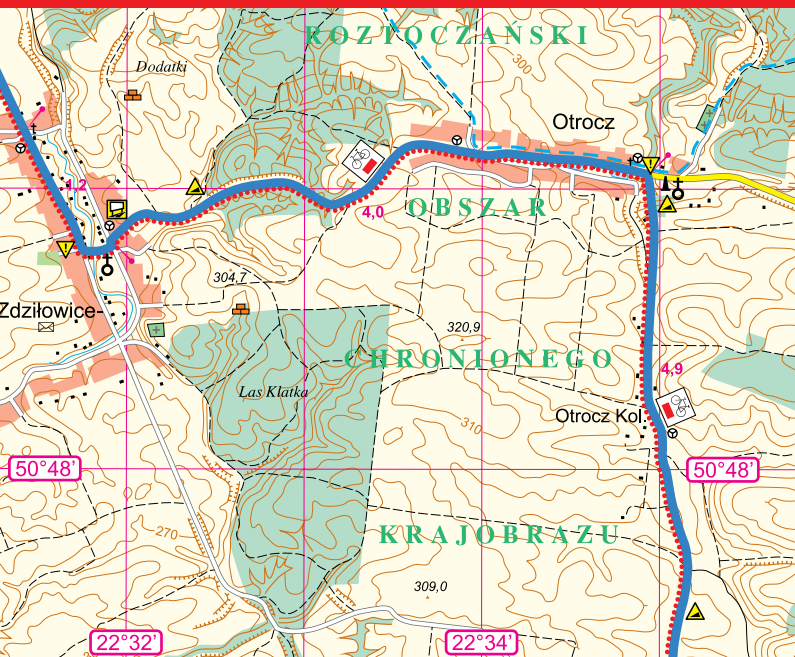 ROZTOCZAŃSKI
Dodatki
300
Otrocz
1,2
4,0
OBSZAR
304,7
Zdziłowice-
320,9
CHRONIONEGO
4,9
Las Klatka
310
Otrocz Kol.
50°48'
50°48'
270
KRAJOBRAZU
309,0
22°32'
22°34'